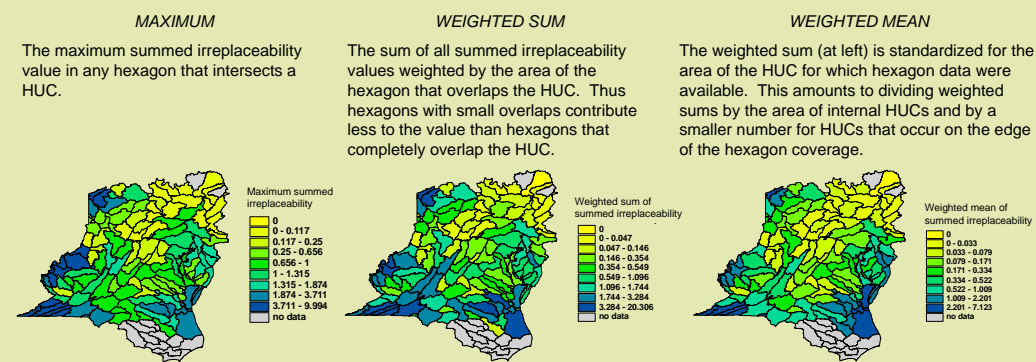 MAXIMUM
The maximum summed irreplaceability
value in any hexagon that intersects a
HUC.
Maximum summed
irreplaceability
0
0 - 0.117
0.117 - 0.25
0.25 - 0.656
0.656 - 1
1 - 1.315
1.315 - 1.874
1.874 - 3.711
3.711 - 9.994
no data
WEIGHTED SUM
The sum of all summed irreplaceability
values weighted by the area of the
hexagon that overlaps the HUC. Thus
hexagons with small overlaps contribute
less to the value than hexagons that
completely overlap the HUC.
Weighted sum of
summed irreplaceability
0
0 - 0.047
0.047 - 0.146
0.146 - 0.354
0.354 - 0.549
0.549 - 1.096
1.096 - 1.744
1.744 - 3.284
3.284 - 20.306
no data
WEIGHTED MEAN
The weighted sum (at left) is standardized for the
area of the HUC for which hexagon data were
available. This amounts to dividing weighted
sums by the area of internal HUCs and by a
smaller number for HUCs that occur on the edge
of the hexagon coverage.
Weighted mean of
summed irreplaceability
0
0 - 0.033
0.033 - 0.079
0.079 - 0.171
0.171 - 0.334
0.334 - 0.522
0.522 - 1.009
1.009 - 2.201
2.201 - 7.123
no data